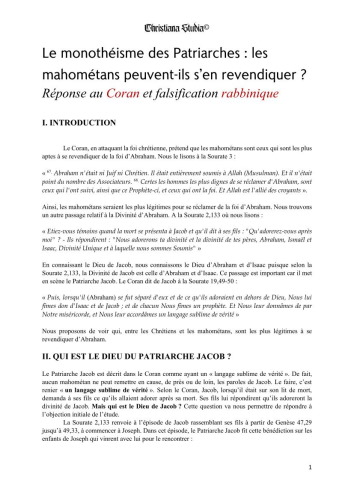 Christiana Studia©
Le monothéisme des Patriarches : les
mahométans peuvent-ils s'en revendiquer ?
Réponse au Coran et falsification rabbinique
I. INTRODUCTION
Le Coran, en attaquant la foi chrétienne, prétend que les mahométans sont ceux qui sont les plus
aptes à se revendiquer de la foi d'Abraham. Nous le lisons à la Sourate 3 :
« 67. Abraham n'était ni Juif ni Chrétien. Il était entièrement soumis à Allah (Musulman). Et il n'était
point du nombre des Associateurs. 68. Certes les hommes les plus dignes de se réclamer d'Abraham, sont
ceux qui l'ont suivi, ainsi que ce Prophète-ci, et ceux qui ont la foi. Et Allah est l'allié des croyants ».
Ainsi, les mahométans seraient les plus légitimes pour se réclamer de la foi d'Abraham. Nous trouvons
un autre passage relatif à la Divinité d'Abraham. A la Sourate 2,133 où nous lisons :
« Etiez-vous témoins quand la mort se présenta à Jacob et qu'il dit à ses fils : "Qu'adorerez-vous après
moi" ? - Ils répondirent : "Nous adorerons ta divinité et la divinité de tes pères, Abraham, Ismaël et
Isaac, Divinité Unique et à laquelle nous sommes Soumis" »
En connaissant le Dieu de Jacob, nous connaissons le Dieu d'Abraham et d'Isaac puisque selon la
Sourate 2,133, la Divinité de Jacob est celle d'Abraham et d'Isaac. Ce passage est important car il met
en scène le Patriarche Jacob. Le Coran dit de Jacob à la Sourate 19,49-50 :
« Puis, lorsqu'il (Abraham) se fut séparé d'eux et de ce qu'ils adoraient en dehors de Dieu, Nous lui
fîmes don d'Isaac et de Jacob ; et de chacun Nous fîmes un prophète. Et Nous leur donnâmes de par
Notre miséricorde, et Nous leur accordâmes un langage sublime de vérité »
Nous proposons de voir qui, entre les Chrétiens et les mahométans, sont les plus légitimes à se
revendiquer d'Abraham.
II. QUI EST LE DIEU DU PATRIARCHE JACOB ?
Le Patriarche Jacob est décrit dans le Coran comme ayant un « langage sublime de vérité ». De fait,
aucun mahométan ne peut remettre en cause, de près ou de loin, les paroles de Jacob. Le faire, c'est
renier « un langage sublime de vérité ». Selon le Coran, Jacob, lorsqu'il était sur son lit de mort,
demanda à ses fils ce qu'ils allaient adorer après sa mort. Ses fils lui répondirent qu'ils adoreront la
divinité de Jacob. Mais qui est le Dieu de Jacob ? Cette question va nous permettre de répondre à
l'objection initiale de l'étude.
La Sourate 2,133 renvoie à l'épisode de Jacob rassemblant ses fils à partir de Genèse 47,29
jusqu'à 49,33, à commencer à Joseph. Dans cet épisode, le Patriarche Jacob fit cette bénédiction sur les
enfants de Joseph qui vinrent avec lui pour le rencontrer :
1